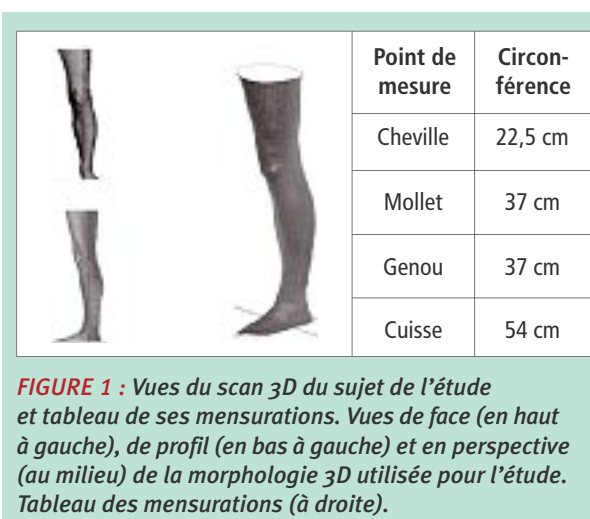 Point de mesure
Circon-férence
Cheville 22,5 cm
Mollet 37 cm
Genou 37 cm
Cuisse 54 cm
FIGURE 1 : Vues du scan 3D du sujet de l'étude
et tableau de ses mensurations. Vues de face (en haut
à gauche), de profil (en bas à gauche) et en perspective
(au milieu) de la morphologie 3D utilisée pour l'étude.
Tableau des mensurations (à droite).